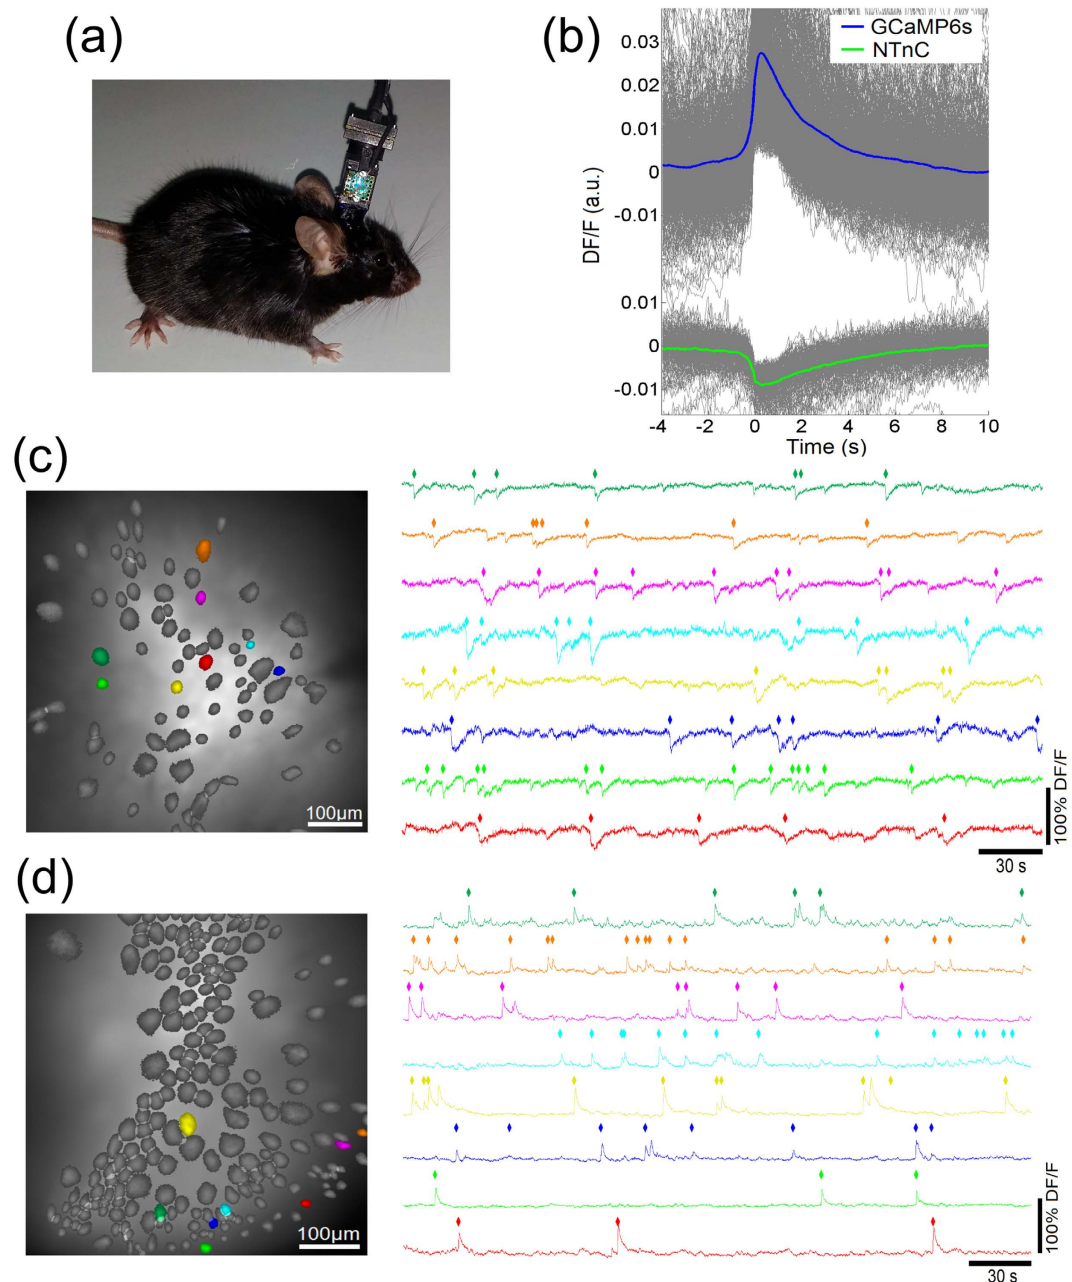 (a)
(b)
GCaMP6s
NTnC
0.03
0.02
0.01
0
-0.01
0.01
0
-0.01
DF/F (a.u.)
-4 -2 0 2 4 6 8 10
Time (s)
(c)
100µm
100% DF/F
30 s
(d)
100µm
100% DF/F
30 s